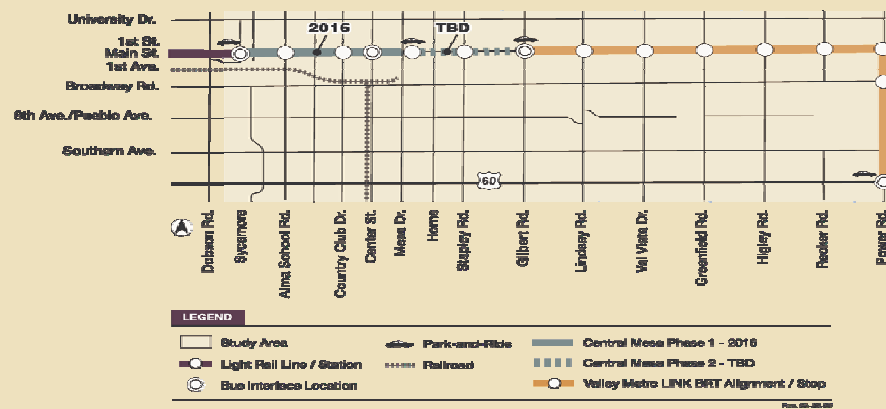 University Dr.
2016 TBD
1st St.
Main St.
1st Ave.
Broadway Rd.
8th Ave./Pueblo Ave.
Southern Ave.
60
Dobson Rd.
Sycamore
Alma School Rd.
Country Club Dr.
Center St.
Mesa Dr.
Horne
Stapley Rd.
Gilbert Rd.
Lindsay Rd.
Val Vista Dr.
Greenfield Rd.
Higley Rd.
Recker Rd.
Power Rd.
LEGEND
Study Area Park-and-Ride Central Mesa Phase 1 - 2016
Light Rail Line / Station Railroad Central Mesa Phase 2 - TBD
Bus Interface Location Valley Metro LINK BRT Alignment / Stop